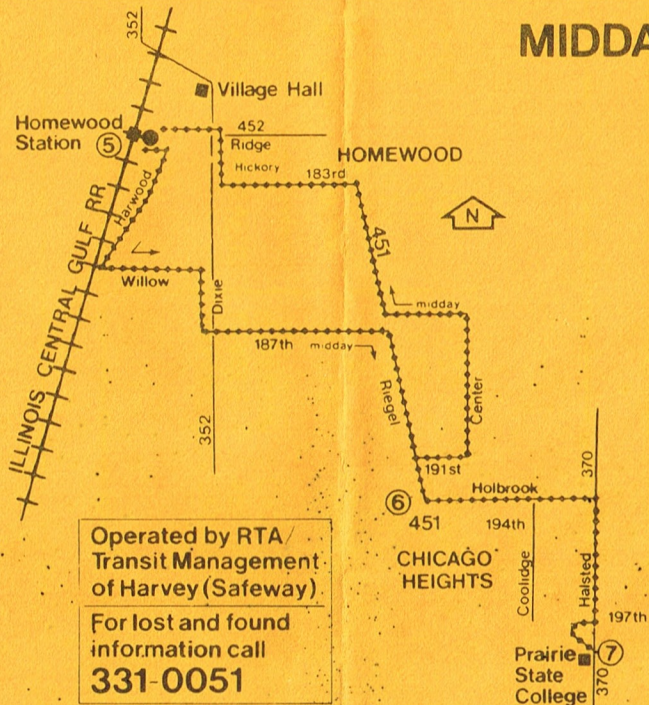 MIDDA
352
Village Hall
Homewood
Station
5
452
Ridge
Hickory
HOMEWOOD
183rd
Harwood
N
451
ILLINOIS CENTRAL GULF RR
Willow
Dixie
midday
187th
midday
Riegel
Center
352
191st
370
6
Holbrook
451
194th
CHICAGO
HEIGHTS
Coolidge
Halsted
197th
Prairie
State
College
7
370
Operated by RTA/
Transit Management
of Harvey (Safeway)
For lost and found
information call
331-0051